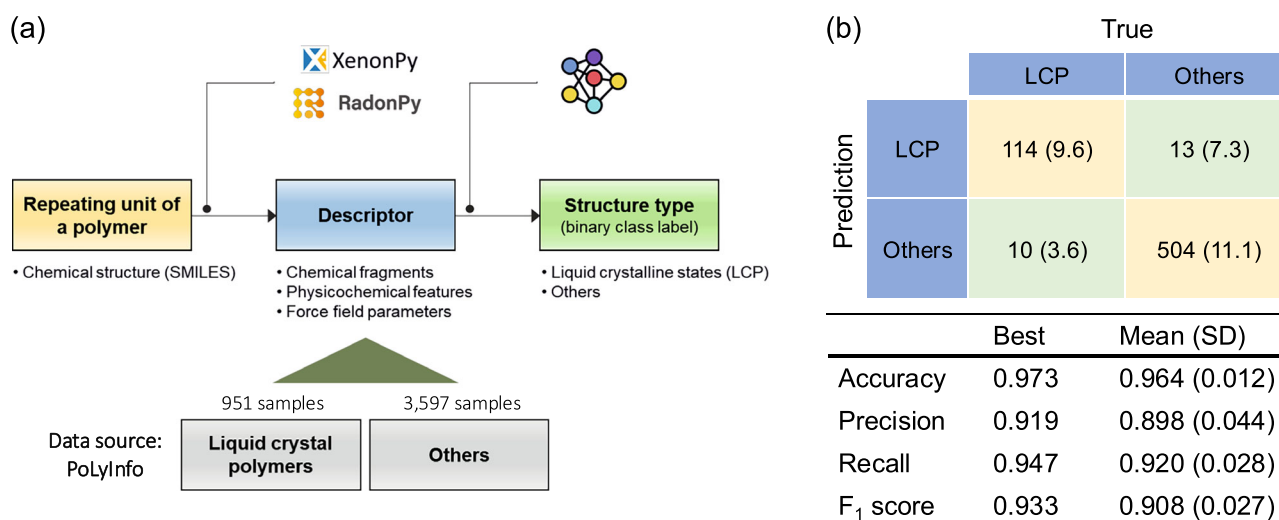 (a)
XenonPy
RadonPy
Repeating unit of
a polymer
Descriptor
Structure type
(binary class label)
• Chemical structure (SMILES)
• Chemical fragments
• Physicochemical features
• Force field parameters
• Liquid crystalline states (LCP)
• Others
951 samples
3,597 samples
Data source:
PoLyInfo
Liquid crystal
polymers
Others
(b)
True
LCP Others
Prediction
LCP 114 (9.6) 13 (7.3)
Others 10 (3.6) 504 (11.1)
Best Mean (SD)
Accuracy 0.973 0.964 (0.012)
Precision 0.919 0.898 (0.044)
Recall 0.947 0.920 (0.028)
F1 score 0.933 0.908 (0.027)